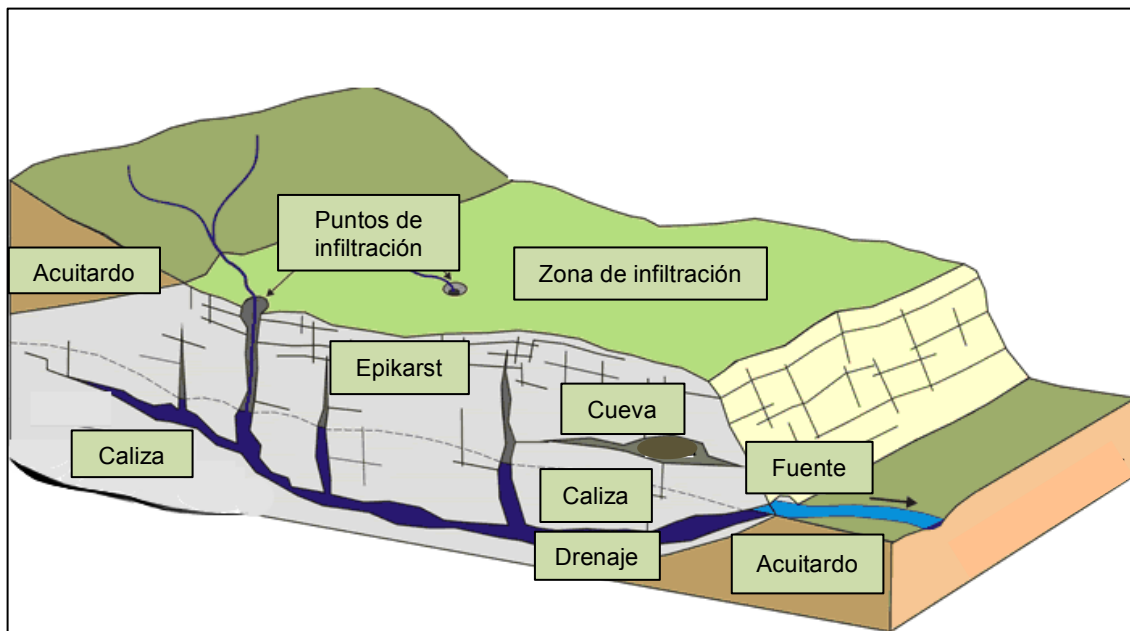 Puntos de
infiltración
Acuitardo
Zona de infiltración
Epikarst
Cueva
Caliza
Fuente
Caliza
Drenaje
Acuitardo